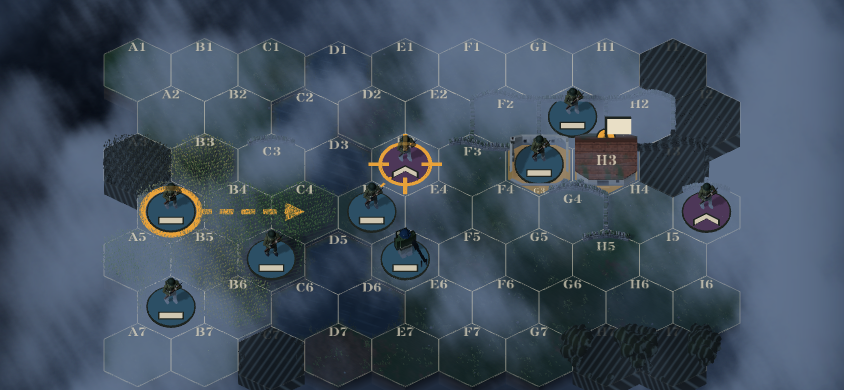 A1 B1 C1 D1 E1 F1 G1 H1
A2 B2 C2 D2 E2 F2 H2
B3 C3 D3 F3 H3
B4 C4 E4 F4 G3 G4 H4
A5 B5 D5 F5 G5 H5 I5
B6 C6 D6 E6 F6 G6 H6 I6
A7 B7 D7 E7 F7 G7